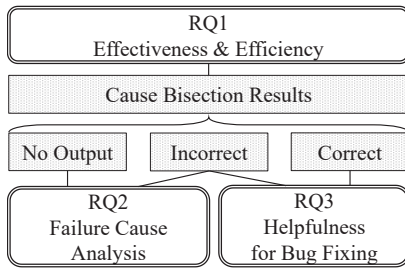 RQ1
Effectiveness & Efficiency
Cause Bisection Results
No Output
Incorrect
Correct
RQ2
Failure Cause
Analysis
RQ3
Helpfulness
for Bug Fixing